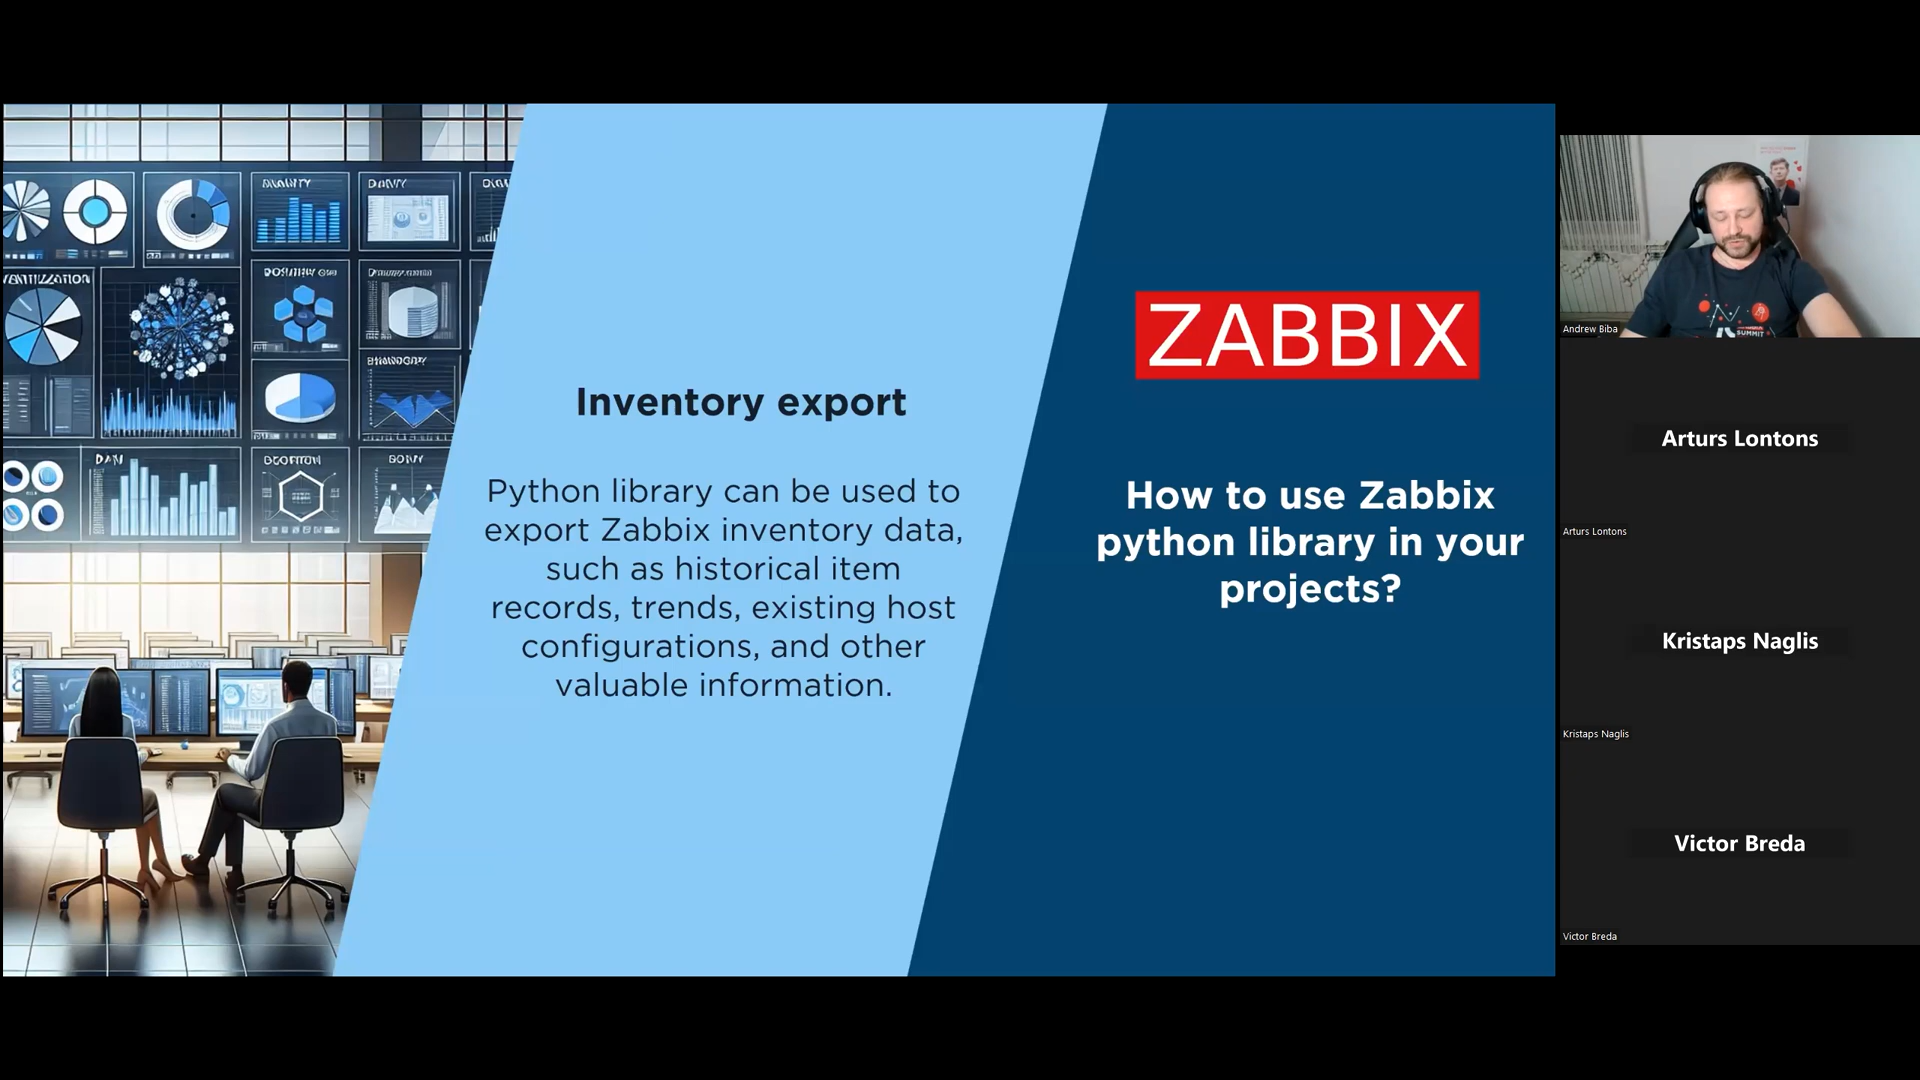 Inventory export
Python library can be used to
export Zabbix inventory data,
such as historical item
records, trends, existing host
configurations, and other
valuable information.
ZABBIX
How to use Zabbix
python library in your
projects?
SUMMIT
Andrew Biba
Arturs Lontons
Arturs Lontons
Kristaps Naglis
Kristaps Naglis
Victor Breda
Victor Breda